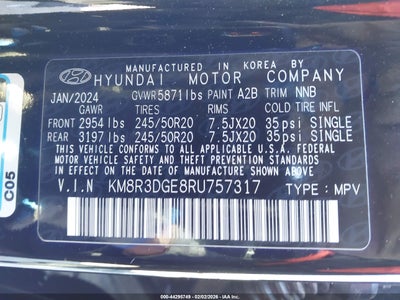 MANUFACTURED IN KOREA BY
HYUNDAI MOTOR COMPANY
JAN/2024 GVWR5871lbs PAINT A2B TRIM NNB
GAWR TIRES RIMS COLD TIRE INFL
FRONT 2954lbs 245/50R20 7.5JX20 35psi SINGLE
REAR 3197lbs 245/50R20 7.5JX20 35psi SINGLE
THIS VEHICLE CONFORMS TO ALL APPLICABLE U.S.A. FEDERAL
MOTOR VEHICLE SAFETY, BUMPER, AND THEFT PREVENTION
STANDARDS IN EFFECT ON THE DATE OF MANUFACTURE SHOWN ABOVE.
V.I.N KM8R3DGE8RU757317 TYPE: MPV
C05
000-44295749 - 02/02/2026 - IAA Inc.